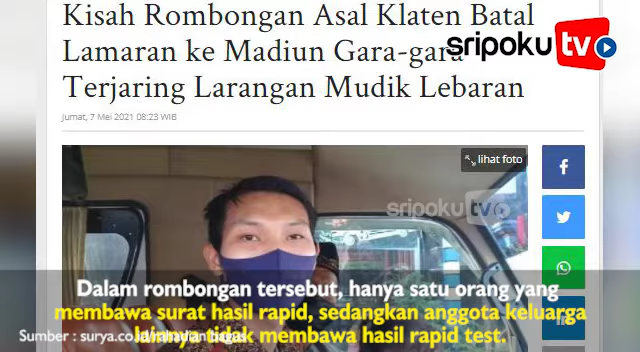 Kisah Rombongan Asal Klaten Batal
Lamaran ke Madiun Gara-gara
Terjaring Larangan Mudik Lebaran
sripoku tv
Jumat, 7 Mei 2021 08:23 WIB
lihat foto
sripoku tv
Dalam rombongan tersebut, hanya satu orang yang
membawa surat hasil rapid, sedangkan anggota keluarga
lainnya tidak membawa hasil rapid test.
Sumber : surya.co.id/rahadian bagus